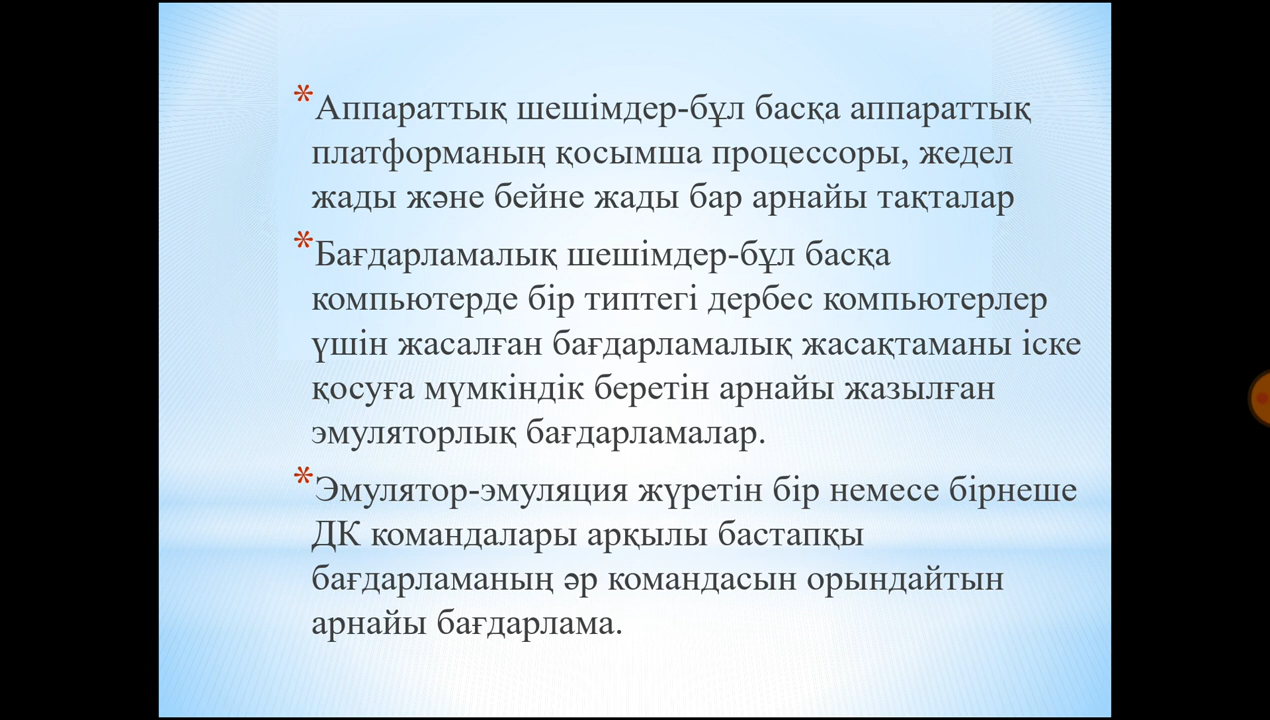 * Аппараттық шешімдер-бұл басқа аппараттық
платформаның қосымша процессоры, жедел
жады және бейне жады бар арнайы тақталар
* Бағдарламалық шешімдер-бұл басқа
компьютерде бір типтегі дербес компьютерлер
үшін жасалған бағдарламалық жасақтаманы іске
қосуға мүмкіндік беретін арнайы жазылған
эмуляторлық бағдарламалар.
* Эмулятор-эмуляция жүретін бір немесе бірнеше
ДК командалары арқылы бастапқы
бағдарламаның әр командасын орындайтын
арнайы бағдарлама.